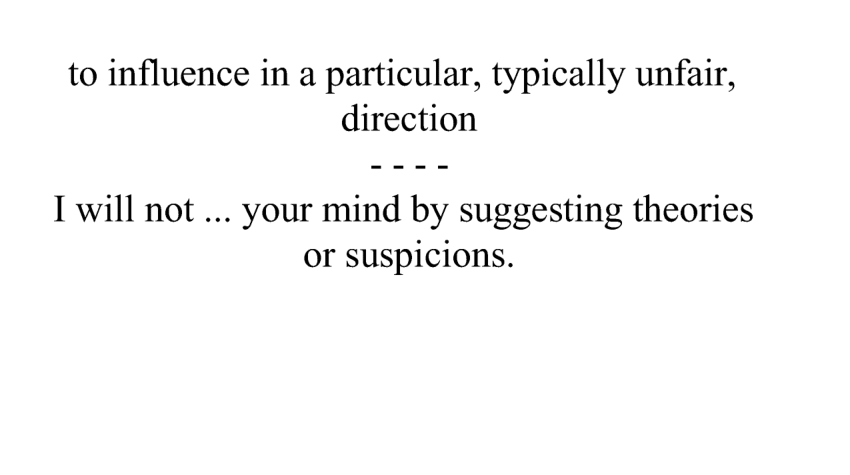 to influence in a particular, typically unfair,
direction
- - - -
I will not ... your mind by suggesting theories
or suspicions.